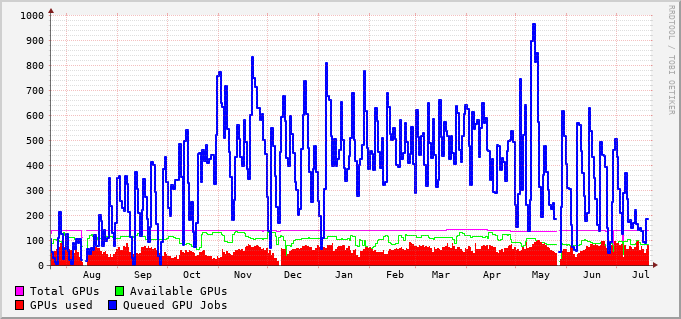 1000
900
800
700
600
500
400
300
200
100
0
Aug Sep Oct Nov Dec Jan Feb Mar Apr May Jun Jul
Total GPUs Available GPUs
GPUs used Queued GPU Jobs
RRDTOOL / TOBI OETIKER